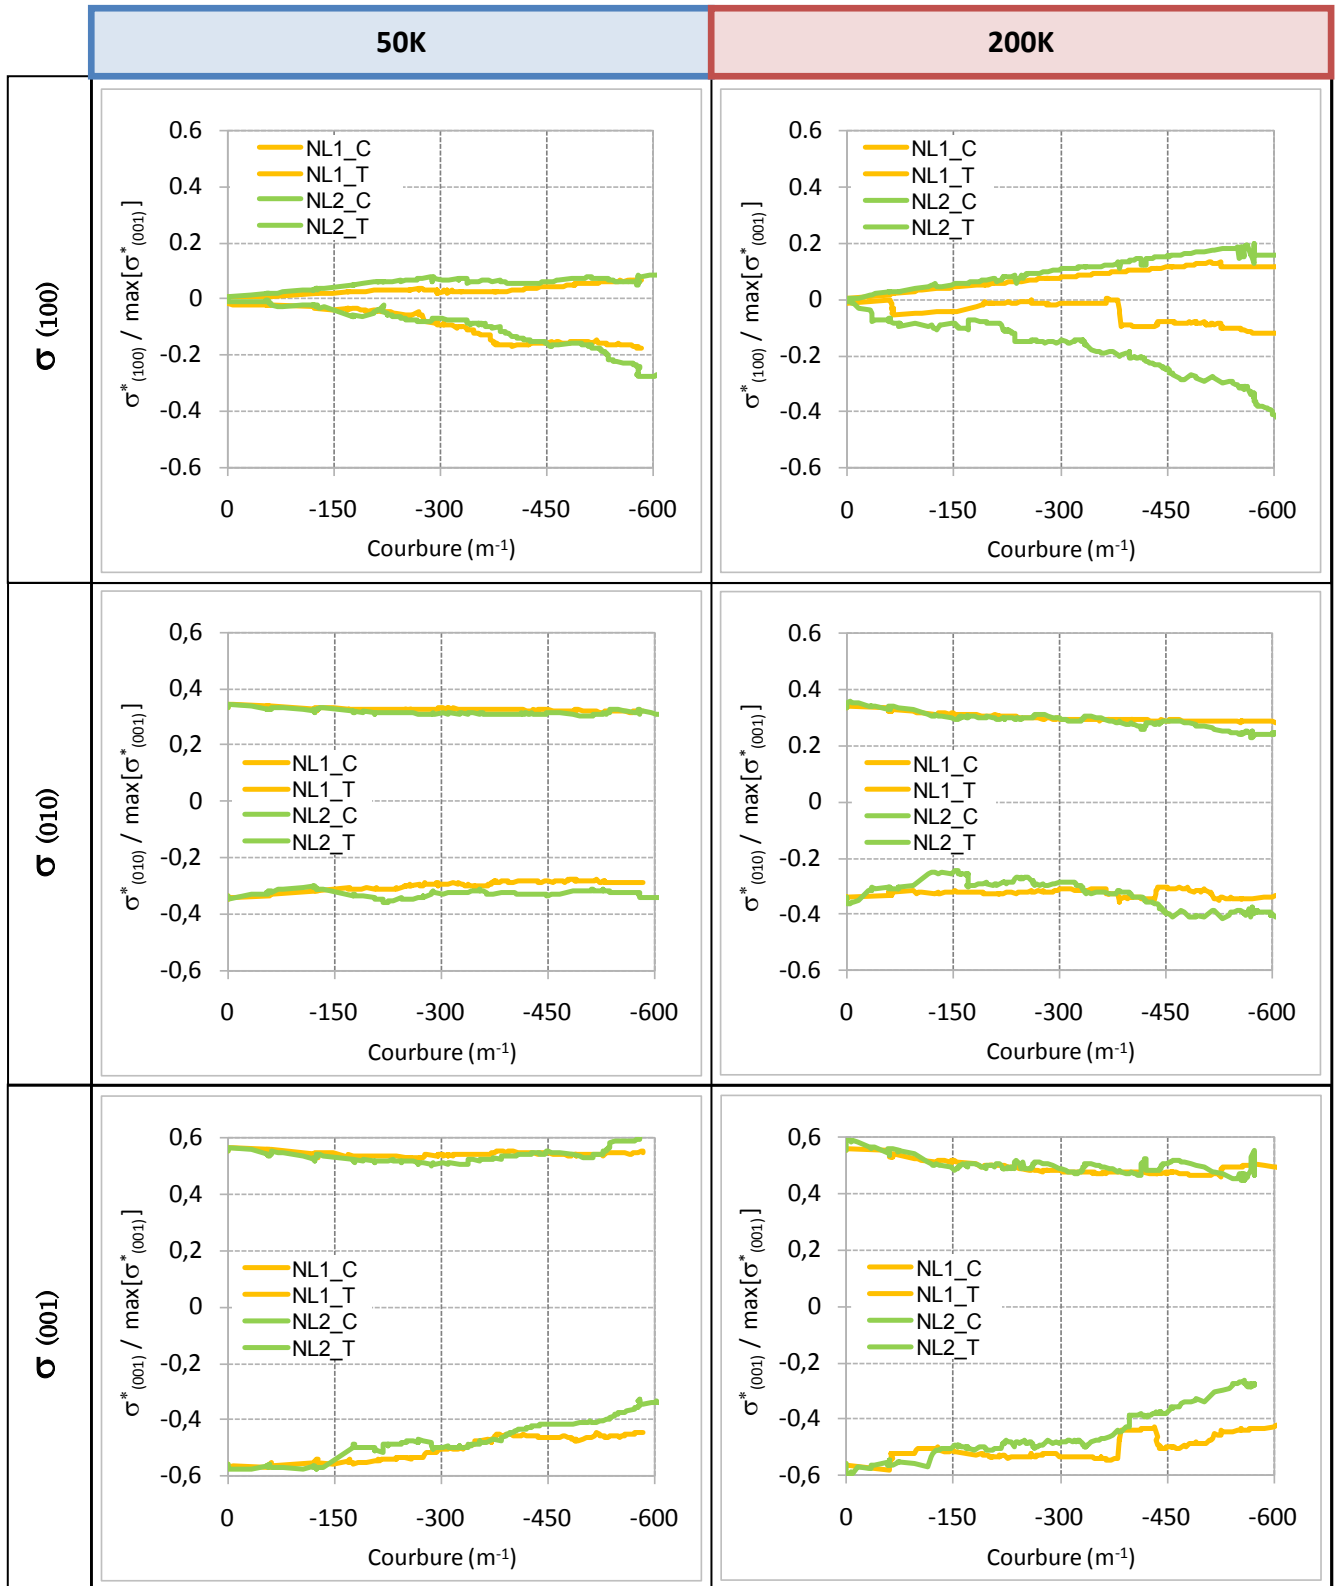 50K
200K
σ (100)
σ*(100) / max[σ*(001)]
0.6
0.4
0.2
0
-0.2
-0.4
-0.6
NL1_C
NL1_T
NL2_C
NL2_T
0 -150 -300 -450 -600
Courbure (m-1)
σ*(100) / max[σ*(001)]
0.6
0.4
0.2
0
-0.2
-0.4
-0.6
NL1_C
NL1_T
NL2_C
NL2_T
0 -150 -300 -450 -600
Courbure (m-1)
σ (010)
σ*(010) / max[σ*(001)]
0,6
0,4
0,2
0
-0,2
-0,4
-0,6
NL1_C
NL1_T
NL2_C
NL2_T
0 -150 -300 -450 -600
Courbure (m-1)
σ*(010) / max[σ*(001)]
0.6
0.4
0.2
0
-0.2
-0.4
-0.6
NL1_C
NL1_T
NL2_C
NL2_T
0 -150 -300 -450 -600
Courbure (m-1)
σ (001)
σ*(001) / max[σ*(001)]
0,6
0,4
0,2
0
-0,2
-0,4
-0,6
NL1_C
NL1_T
NL2_C
NL2_T
0 -150 -300 -450 -600
Courbure (m-1)
σ*(001) / max[σ*(001)]
0,6
0,4
0,2
0
-0,2
-0,4
-0,6
NL1_C
NL1_T
NL2_C
NL2_T
0 -150 -300 -450 -600
Courbure (m-1)